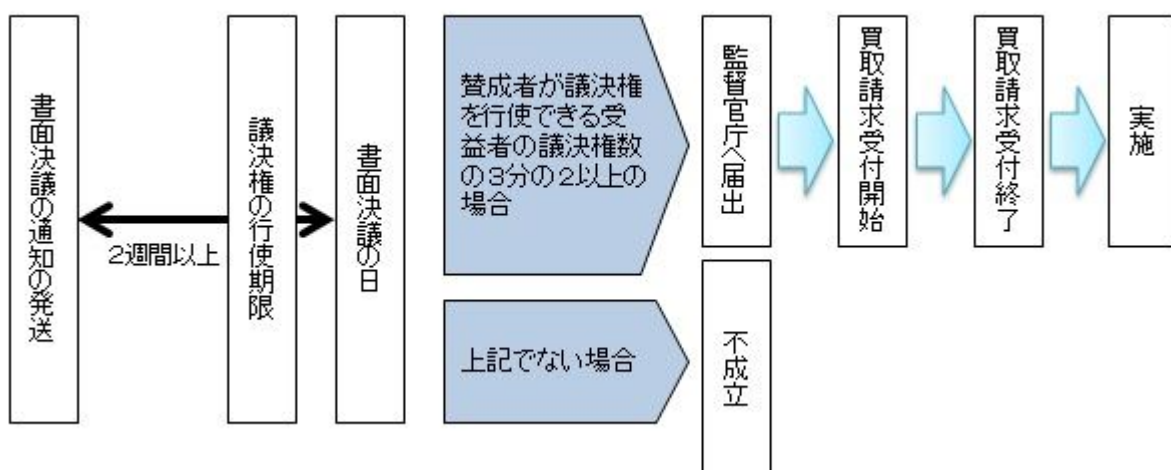 書面決議の通知の発送
2週間以上
議決権の行使期限
書面決議の日
賛成者が議決権
を行使できる受
益者の議決権数
の3分の2以上の
場合
監督官庁へ届出
買取請求受付開始
買取請求受付終了
実施
上記でない場合
不成立